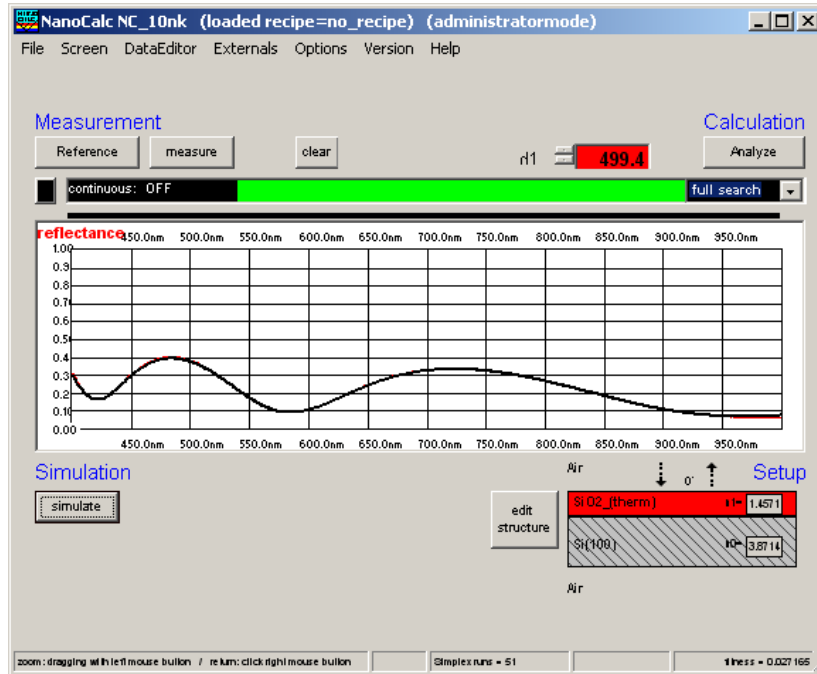 NanoCalc NC_10nk (loaded recipe=no_recipe) (administratormode)
File Screen DataEditor Externals Options Version Help
Measurement Calculation
Reference measure clear d1 499.4 Analyze
continuous: OFF full search
reflectance 450.0nm 500.0nm 550.0nm 600.0nm 650.0nm 700.0nm 750.0nm 800.0nm 850.0nm 900.0nm 950.0nm
1.00
0.9
0.8
0.7
0.6
0.5
0.4
0.3
0.2
0.10
0.00
450.0nm 500.0nm 550.0nm 600.0nm 650.0nm 700.0nm 750.0nm 800.0nm 850.0nm 900.0nm 950.0nm
Simulation Air or Setup
simulate edit structure SiO2_(therm) n1= 1.4571
Si(100) n0= 3.8714
Air
zoom: dragging with left mouse button / return: click right mouse button Simplex runs = 51 fitness = 0.027165